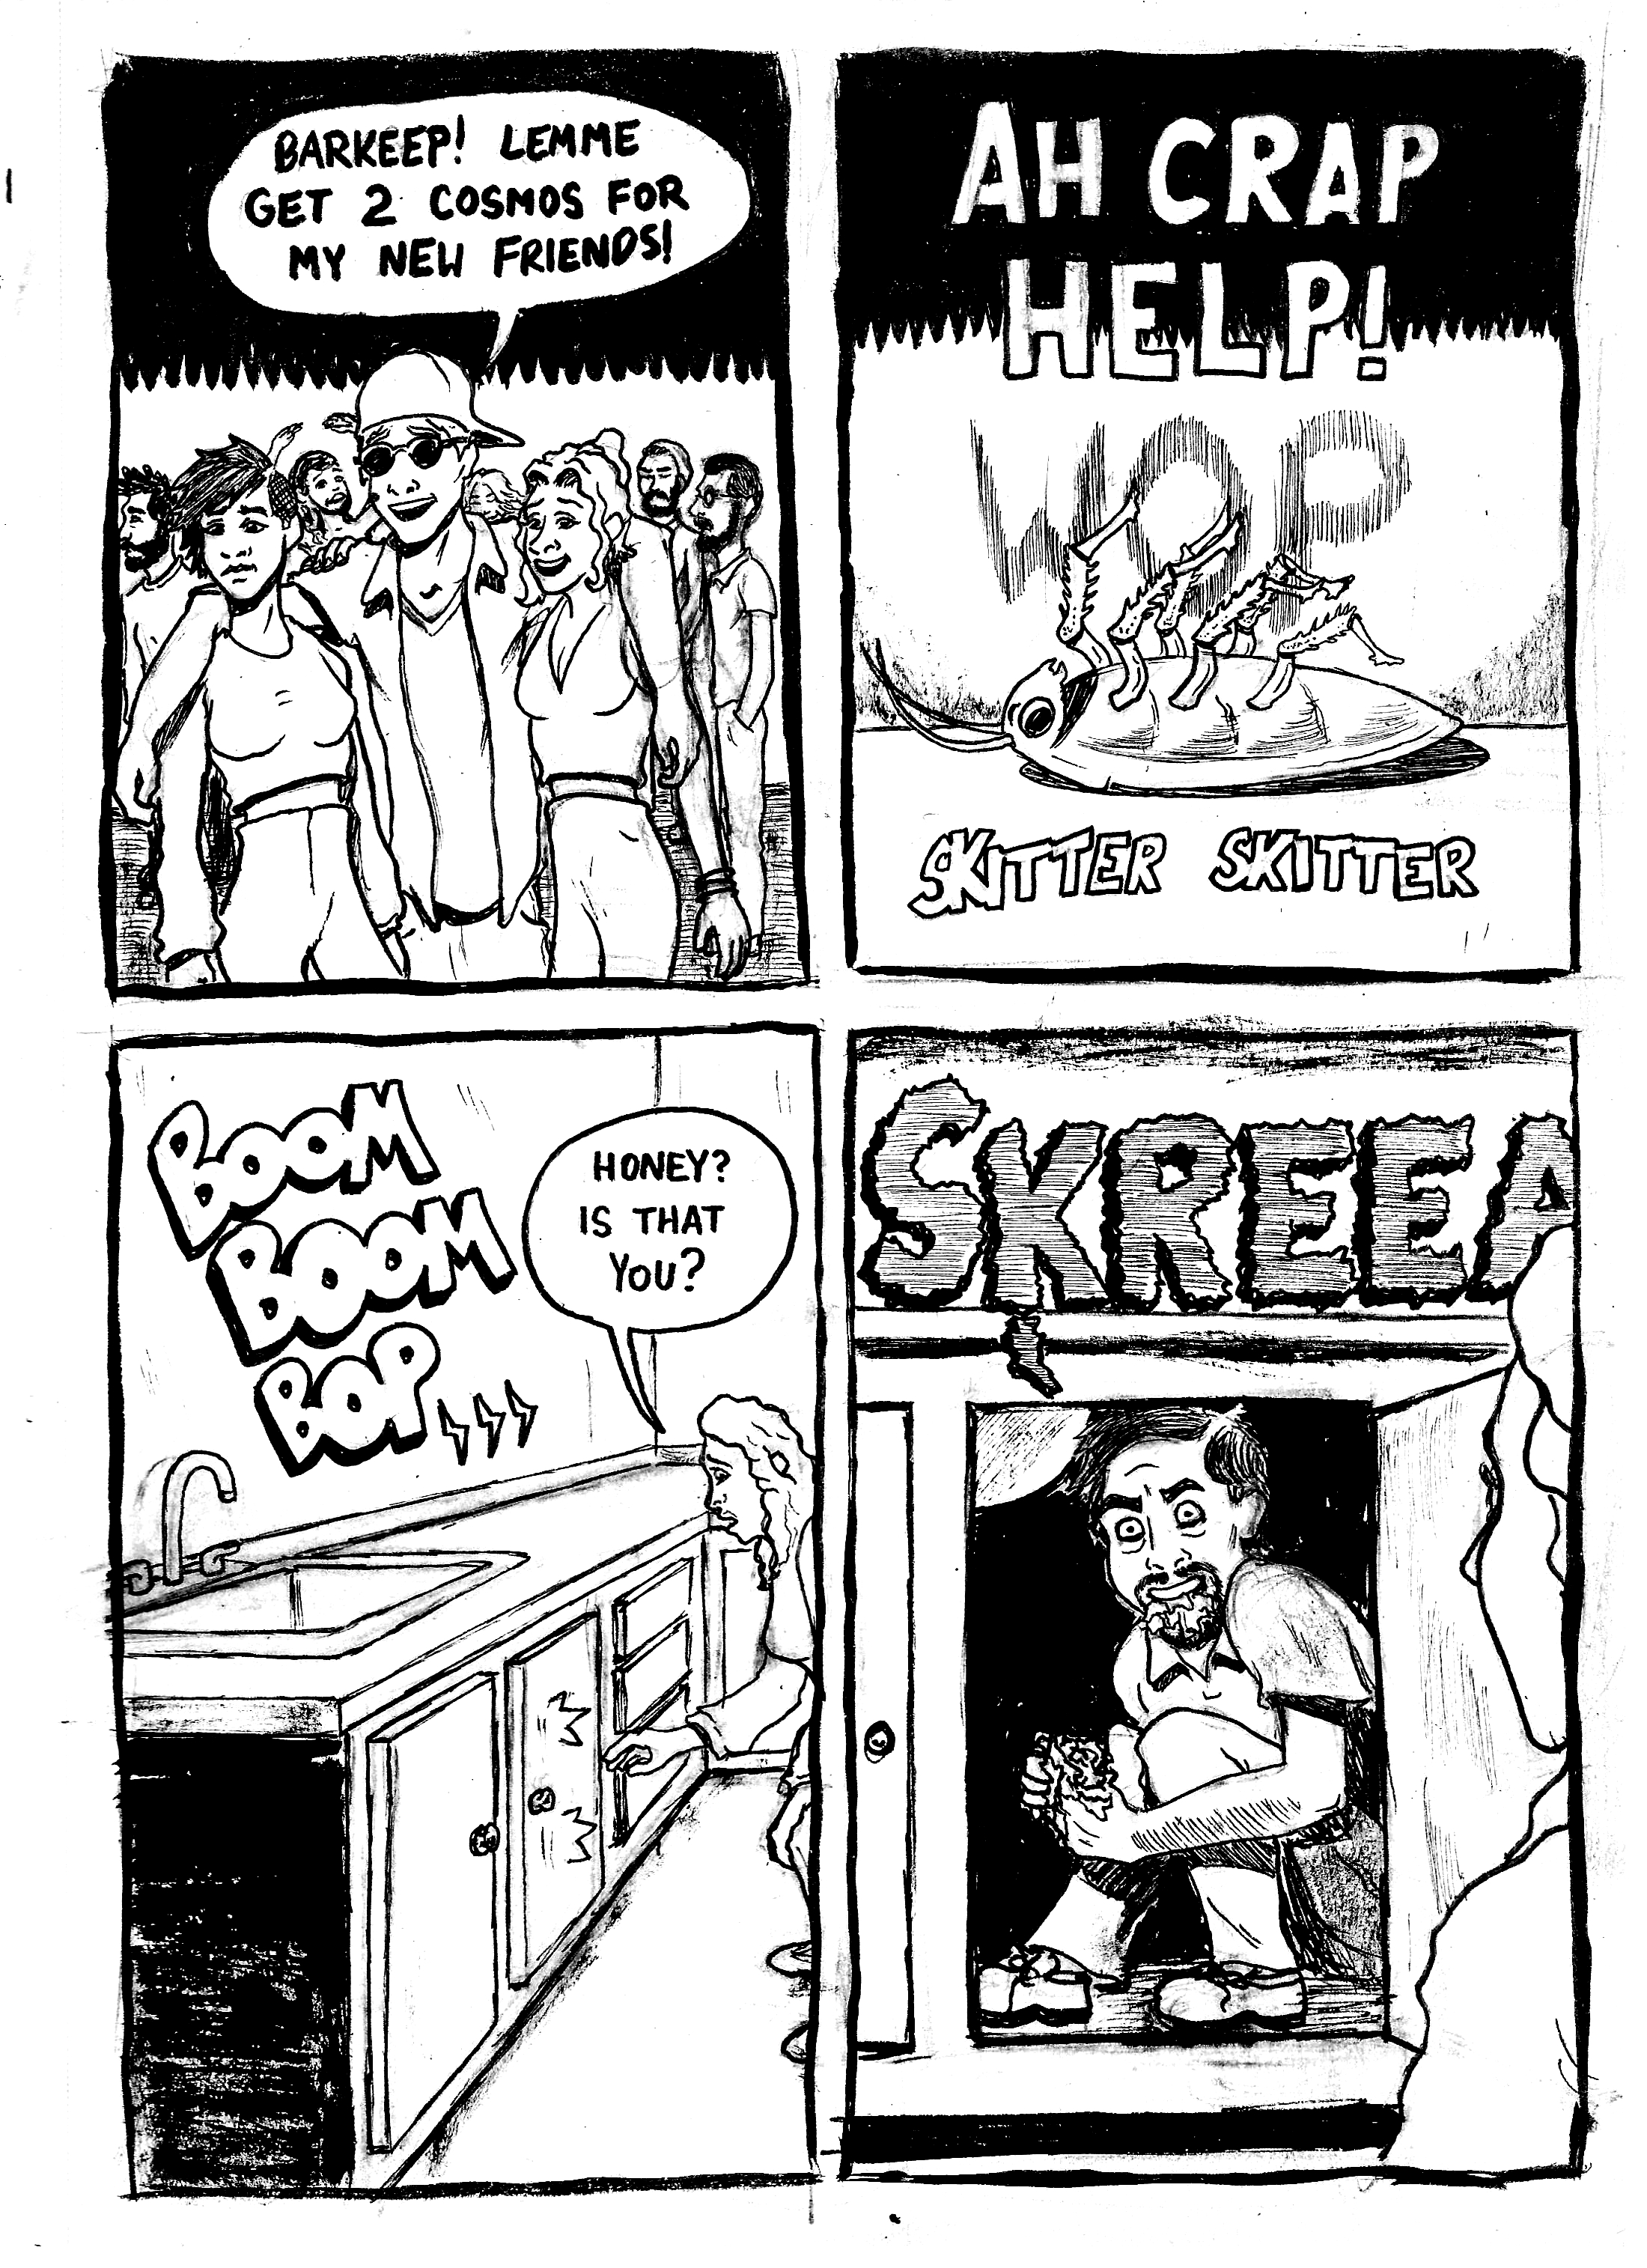 BARKEEP! LEMME
GET 2 COSMOS FOR
MY NEW FRIENDS!
AH CRAP
HELP!
WOP
SKITTER SKITTER
BOOM
BOOM
BOP
HONEY?
IS THAT
YOU?
SKREEA